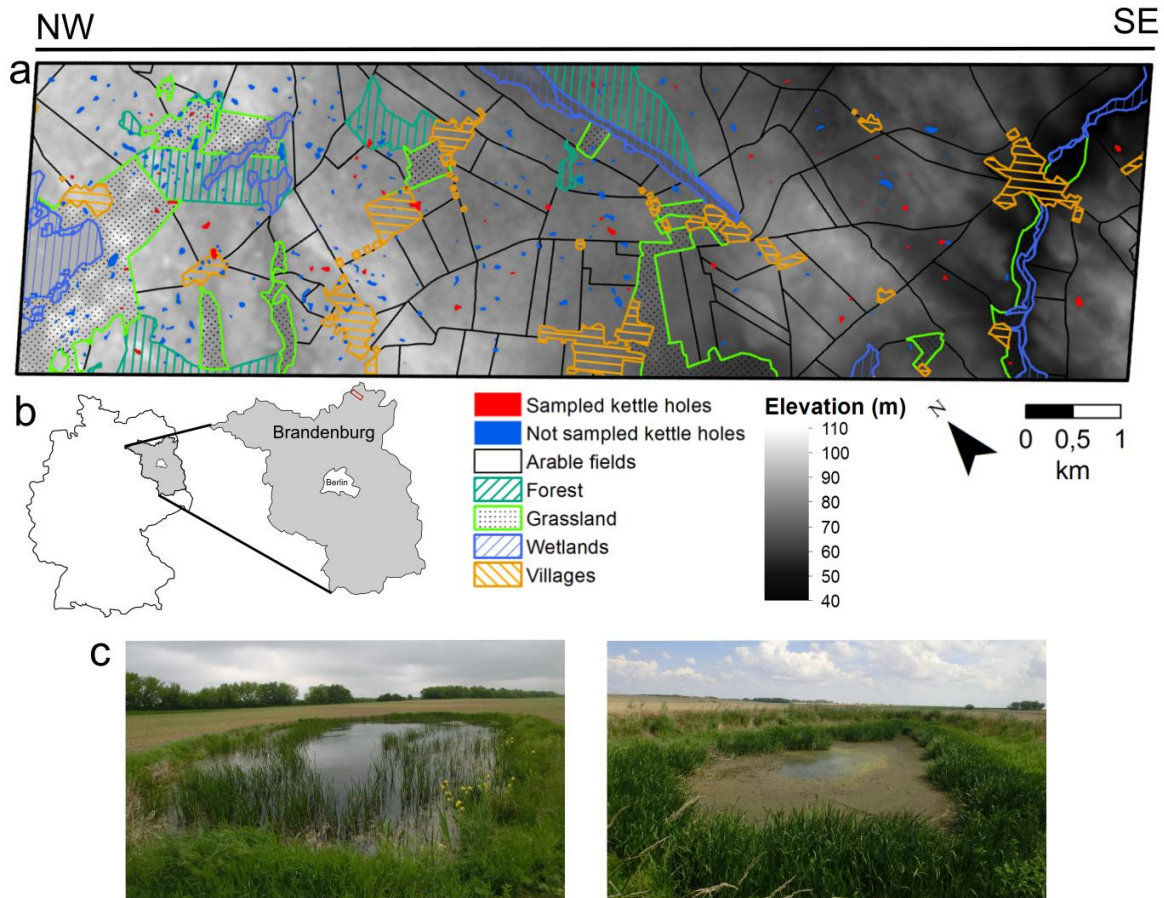 NW
SE
a
b
Brandenburg
Berlin
Sampled kettle holes
Not sampled kettle holes
Arable fields
Forest
Grassland
Wetlands
Villages
Elevation (m)
110
100
90
80
70
60
50
40
N
0 0,5 1
km
c